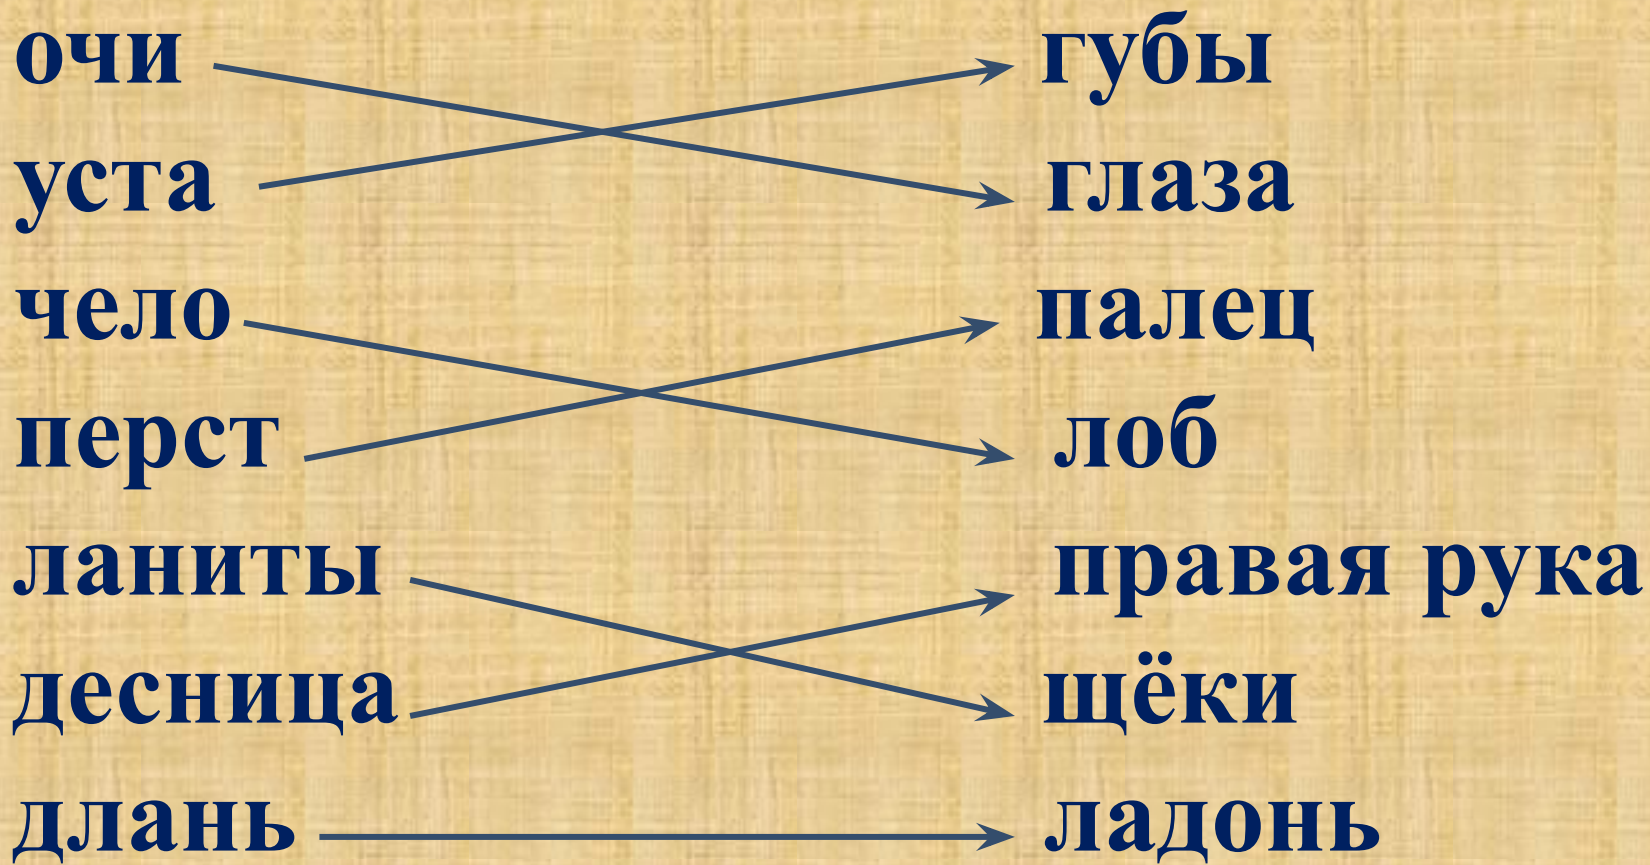 очи губы
уста глаза
чело палец
перст лоб
ланиты правая рука
десница щёки
длань ладонь